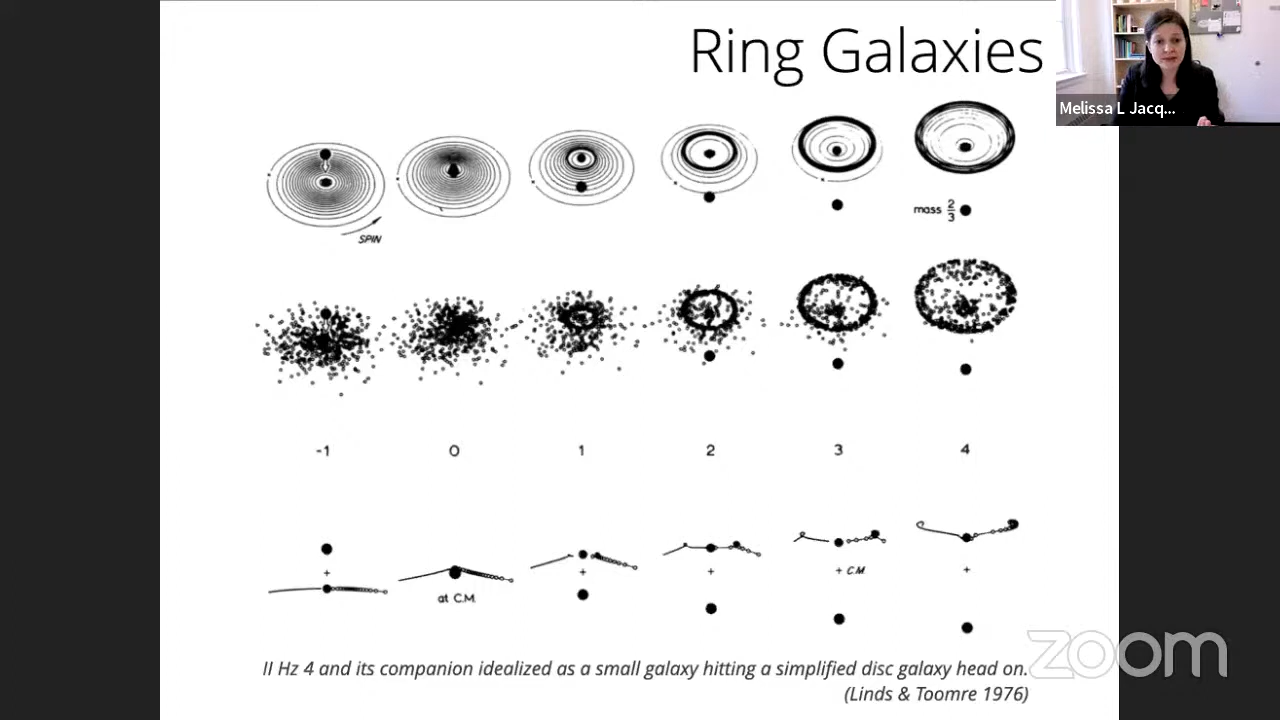 Ring Galaxies
Melissa L Jacq...
SPIN
mass 2/3
-1 0 1 2 3 4
at C.M.
+ C.M.
II Hz 4 and its companion idealized as a small galaxy hitting a simplified disc galaxy head on.
(Linds & Toomre 1976)
zoom